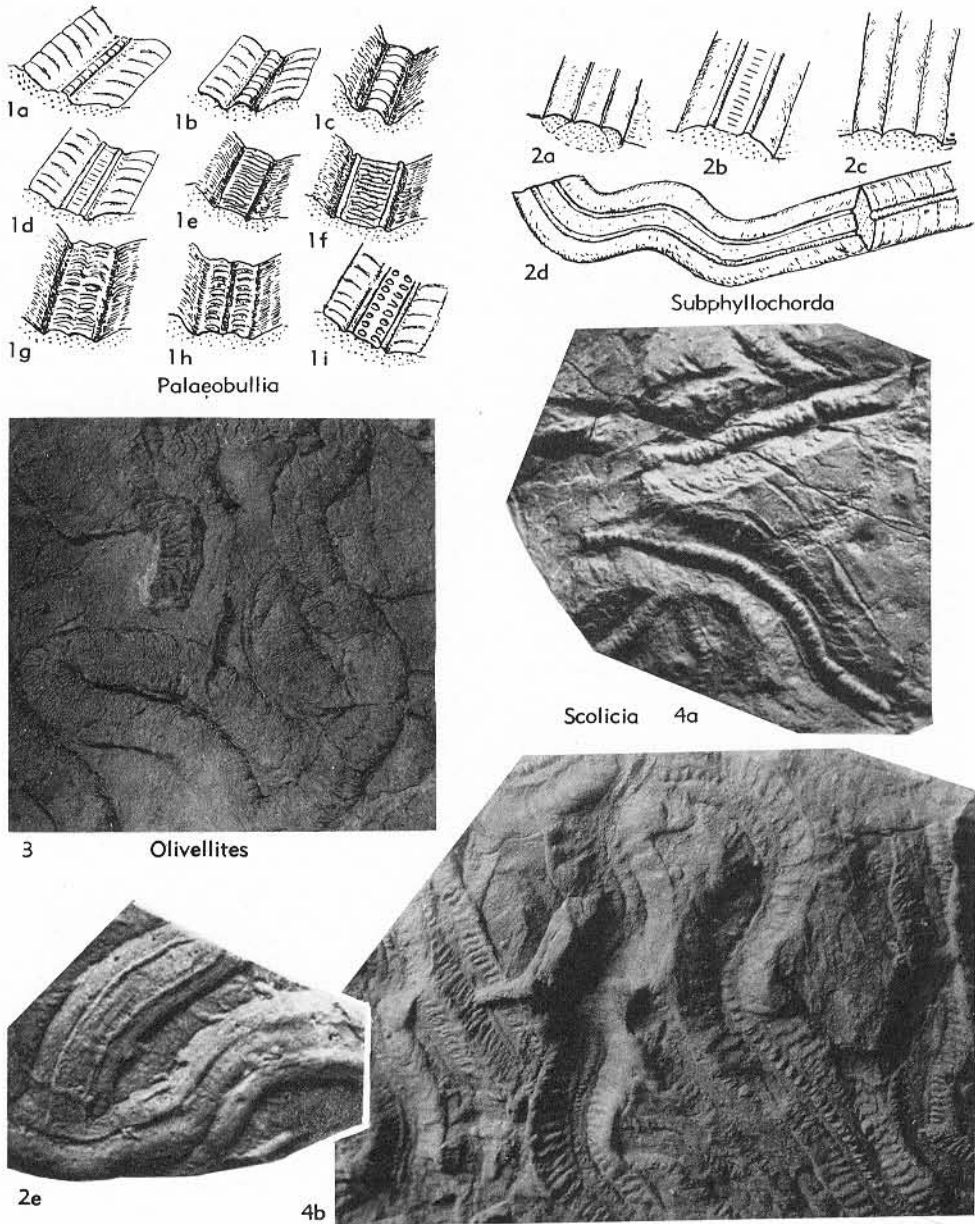 1a
1b
1c
1d
1e
1f
1g
1h
1i
Palaeobullia
2a
2b
2c
2d
Subphyllochorda
Scolicia 4a
3 Olivellites
2e
4b